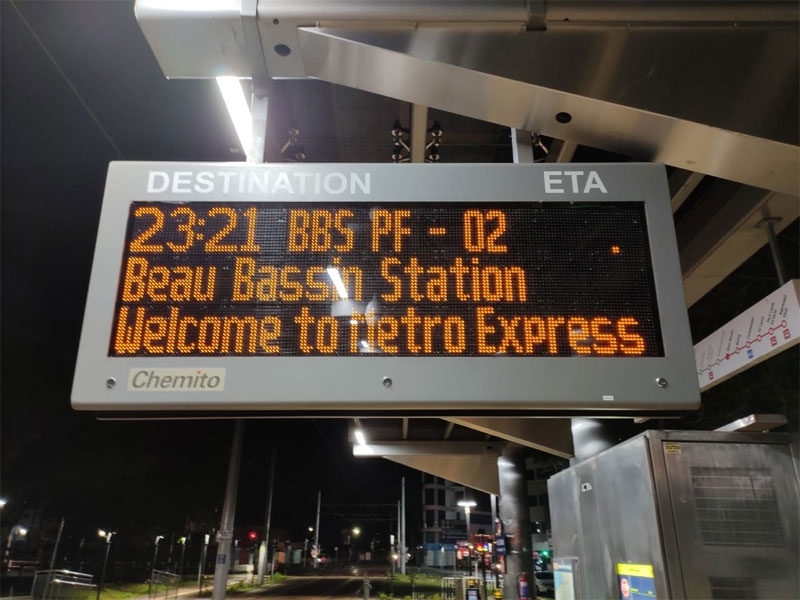 DESTINATION ETA
23:21 BBS PF - 02
Beau Bassin Station
Welcome to Metro Express
Chemito